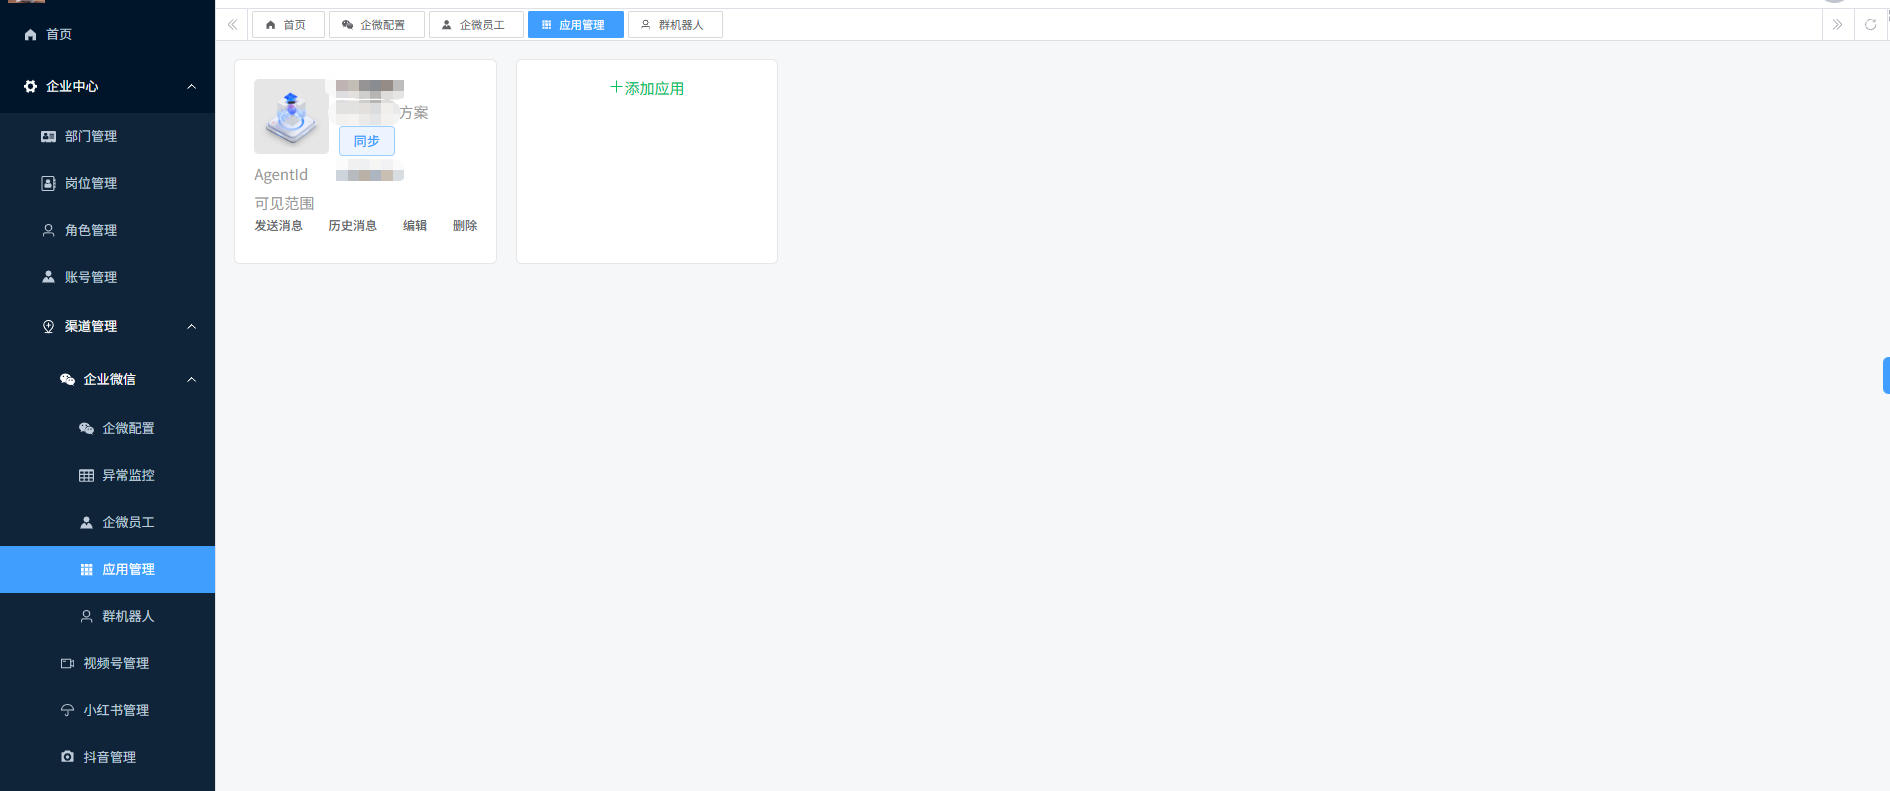 首页
企业中心
部门管理
岗位管理
角色管理
账号管理
渠道管理
企业微信
企微配置
异常监控
企微员工
应用管理
群机器人
视频号管理
小红书管理
抖音管理
首页 企微配置 企微员工 应用管理 群机器人
方案
同步
AgentId
可见范围
发送消息 历史消息 编辑 删除
+添加应用